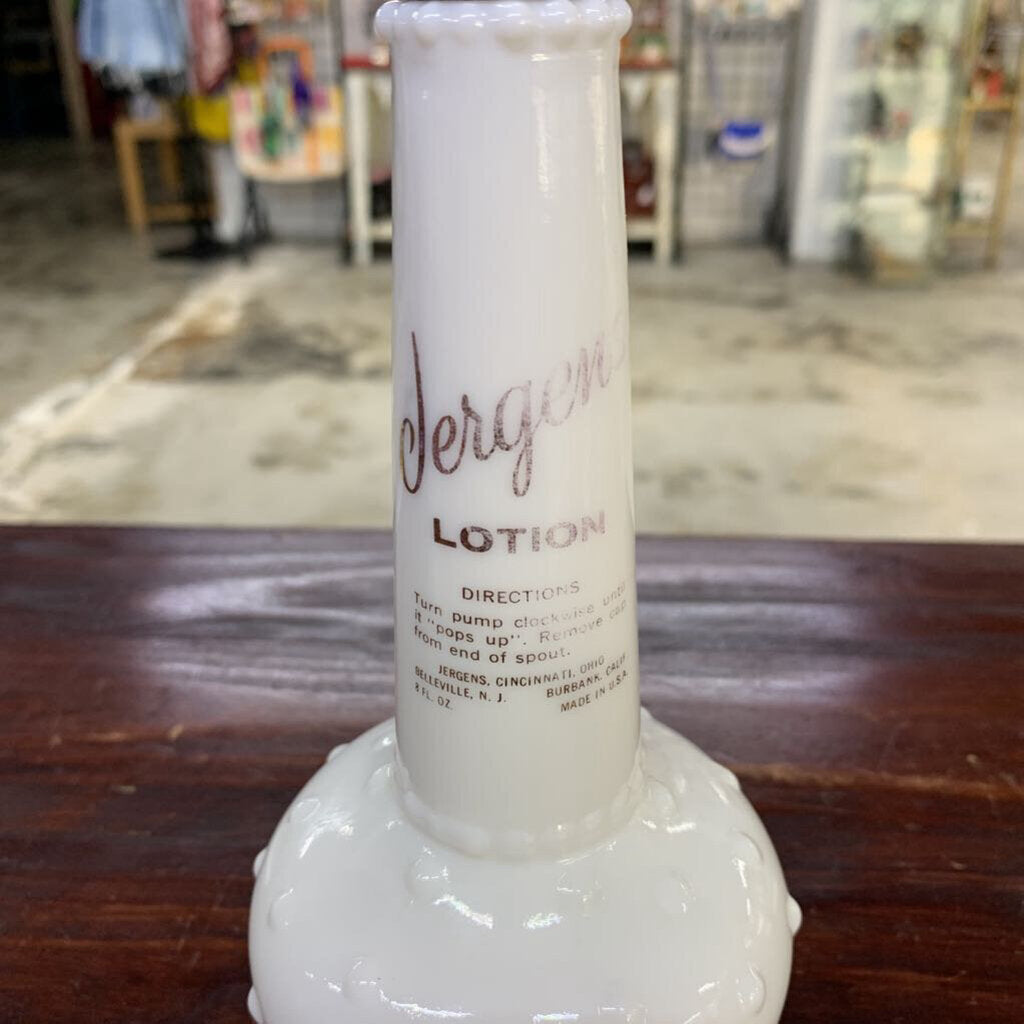 Jergens
LOTION
DIRECTIONS
Turn pump clockwise until
it "pops up". Remove cap
from end of spout.
JERGENS, CINCINNATI, OHIO
BELLEVILLE, N. J. BURBANK, CALIF.
8 FL. OZ. MADE IN U.S.A.